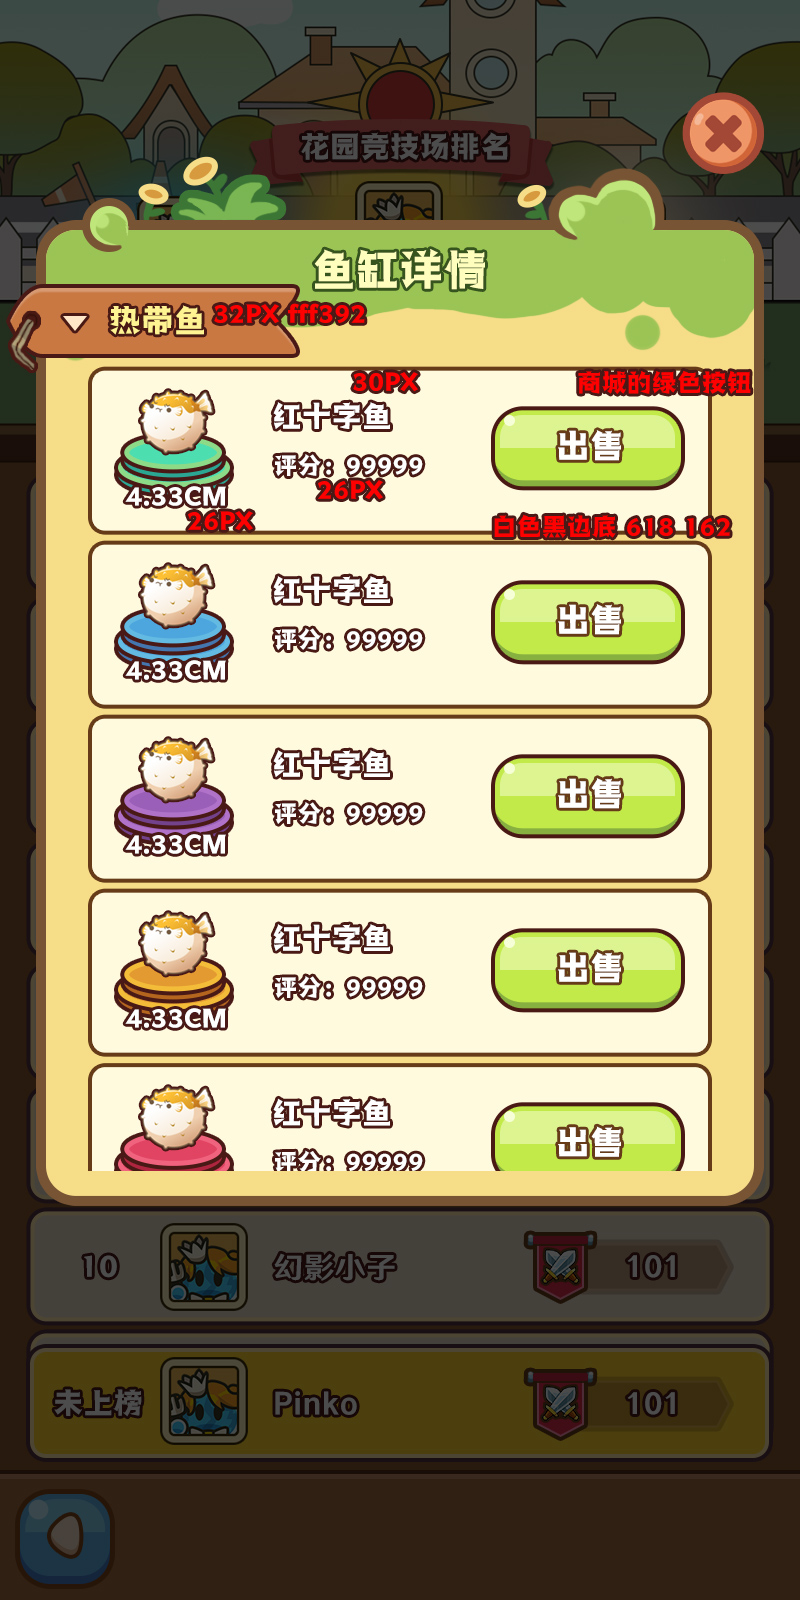 花园竞技场排名
鱼缸详情
热带鱼 32PX fff392
30PX 商城的绿色按钮
红十字鱼
出售
评分：99999
4.33CM 26PX
26PX 白色黑边底 618 162
红十字鱼
出售
评分：99999
4.33CM
红十字鱼
出售
评分：99999
4.33CM
红十字鱼
出售
评分：99999
4.33CM
红十字鱼
出售
评分：99999
10 幻影小子 101
未上榜 Pinko 101